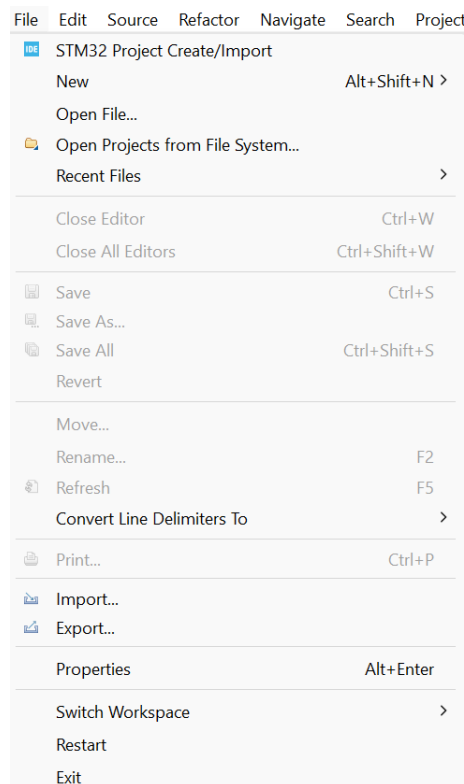 File Edit Source Refactor Navigate Search Project
IDE STM32 Project Create/Import
New Alt+Shift+N >
Open File...
Open Projects from File System...
Recent Files >
Close Editor Ctrl+W
Close All Editors Ctrl+Shift+W
Save Ctrl+S
Save As...
Save All Ctrl+Shift+S
Revert
Move...
Rename... F2
Refresh F5
Convert Line Delimiters To >
Print... Ctrl+P
Import...
Export...
Properties Alt+Enter
Switch Workspace >
Restart
Exit